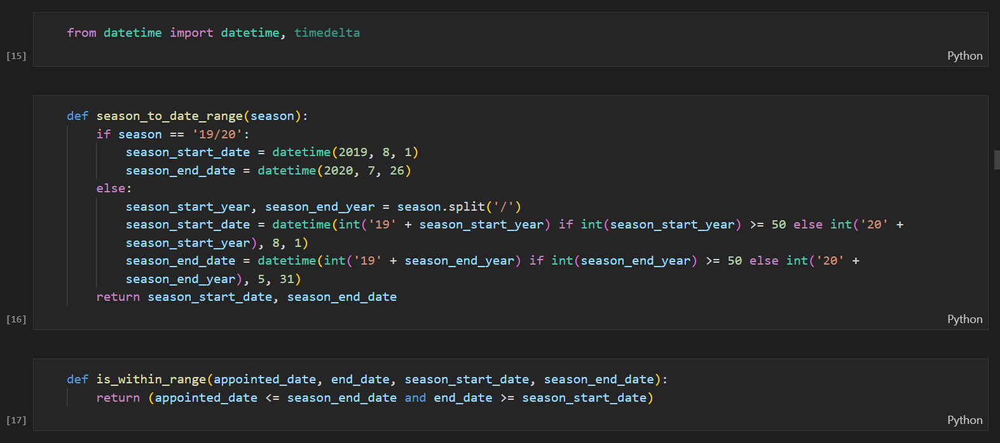 from datetime import datetime, timedelta
[15]
Python
def season_to_date_range(season):
    if season == '19/20':
        season_start_date = datetime(2019, 8, 1)
        season_end_date = datetime(2020, 7, 26)
    else:
        season_start_year, season_end_year = season.split('/')
        season_start_date = datetime(int('19' + season_start_year) if int(season_start_year) >= 50 else int('20' +
        season_start_year), 8, 1)
        season_end_date = datetime(int('19' + season_end_year) if int(season_end_year) >= 50 else int('20' +
        season_end_year), 5, 31)
    return season_start_date, season_end_date
[16]
Python
def is_within_range(appointed_date, end_date, season_start_date, season_end_date):
    return (appointed_date <= season_end_date and end_date >= season_start_date)
[17]
Python